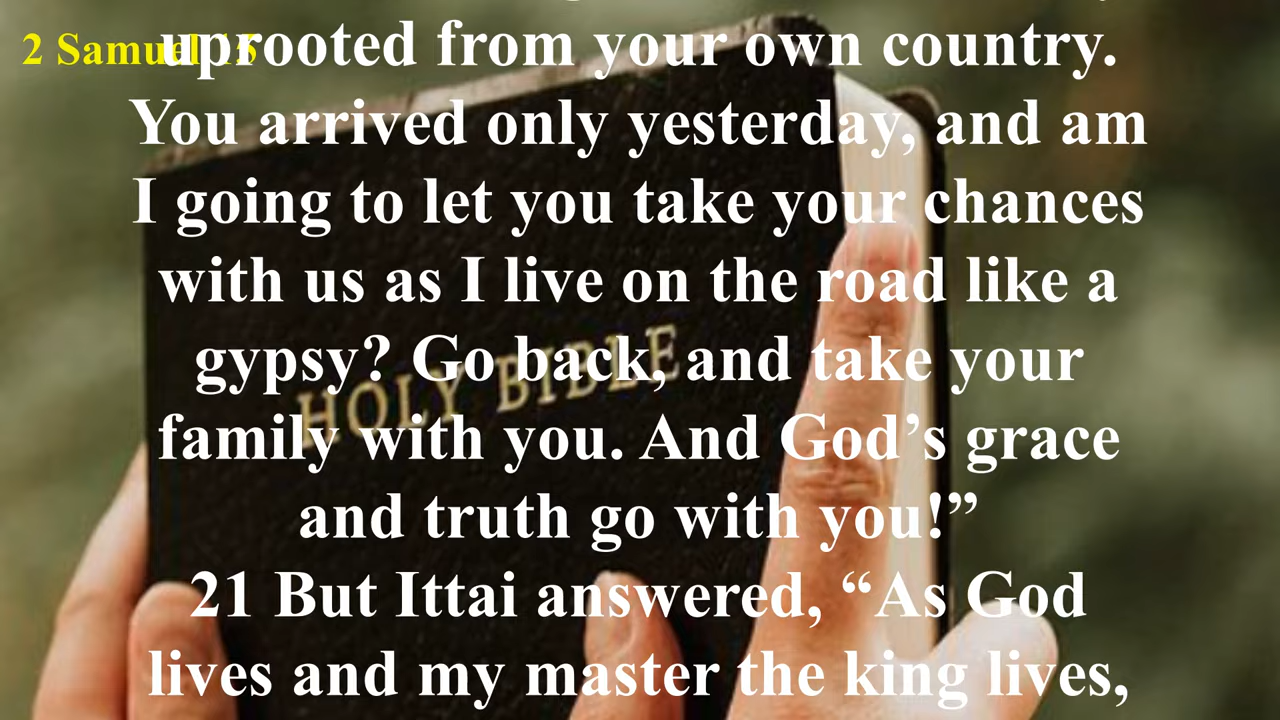 2 Samuel 15
uprooted from your own country.
You arrived only yesterday, and am
I going to let you take your chances
with us as I live on the road like a
gypsy? Go back, and take your
family with you. And God’s grace
and truth go with you!”
21 But Ittai answered, “As God
lives and my master the king lives,
HOLY BIBLE